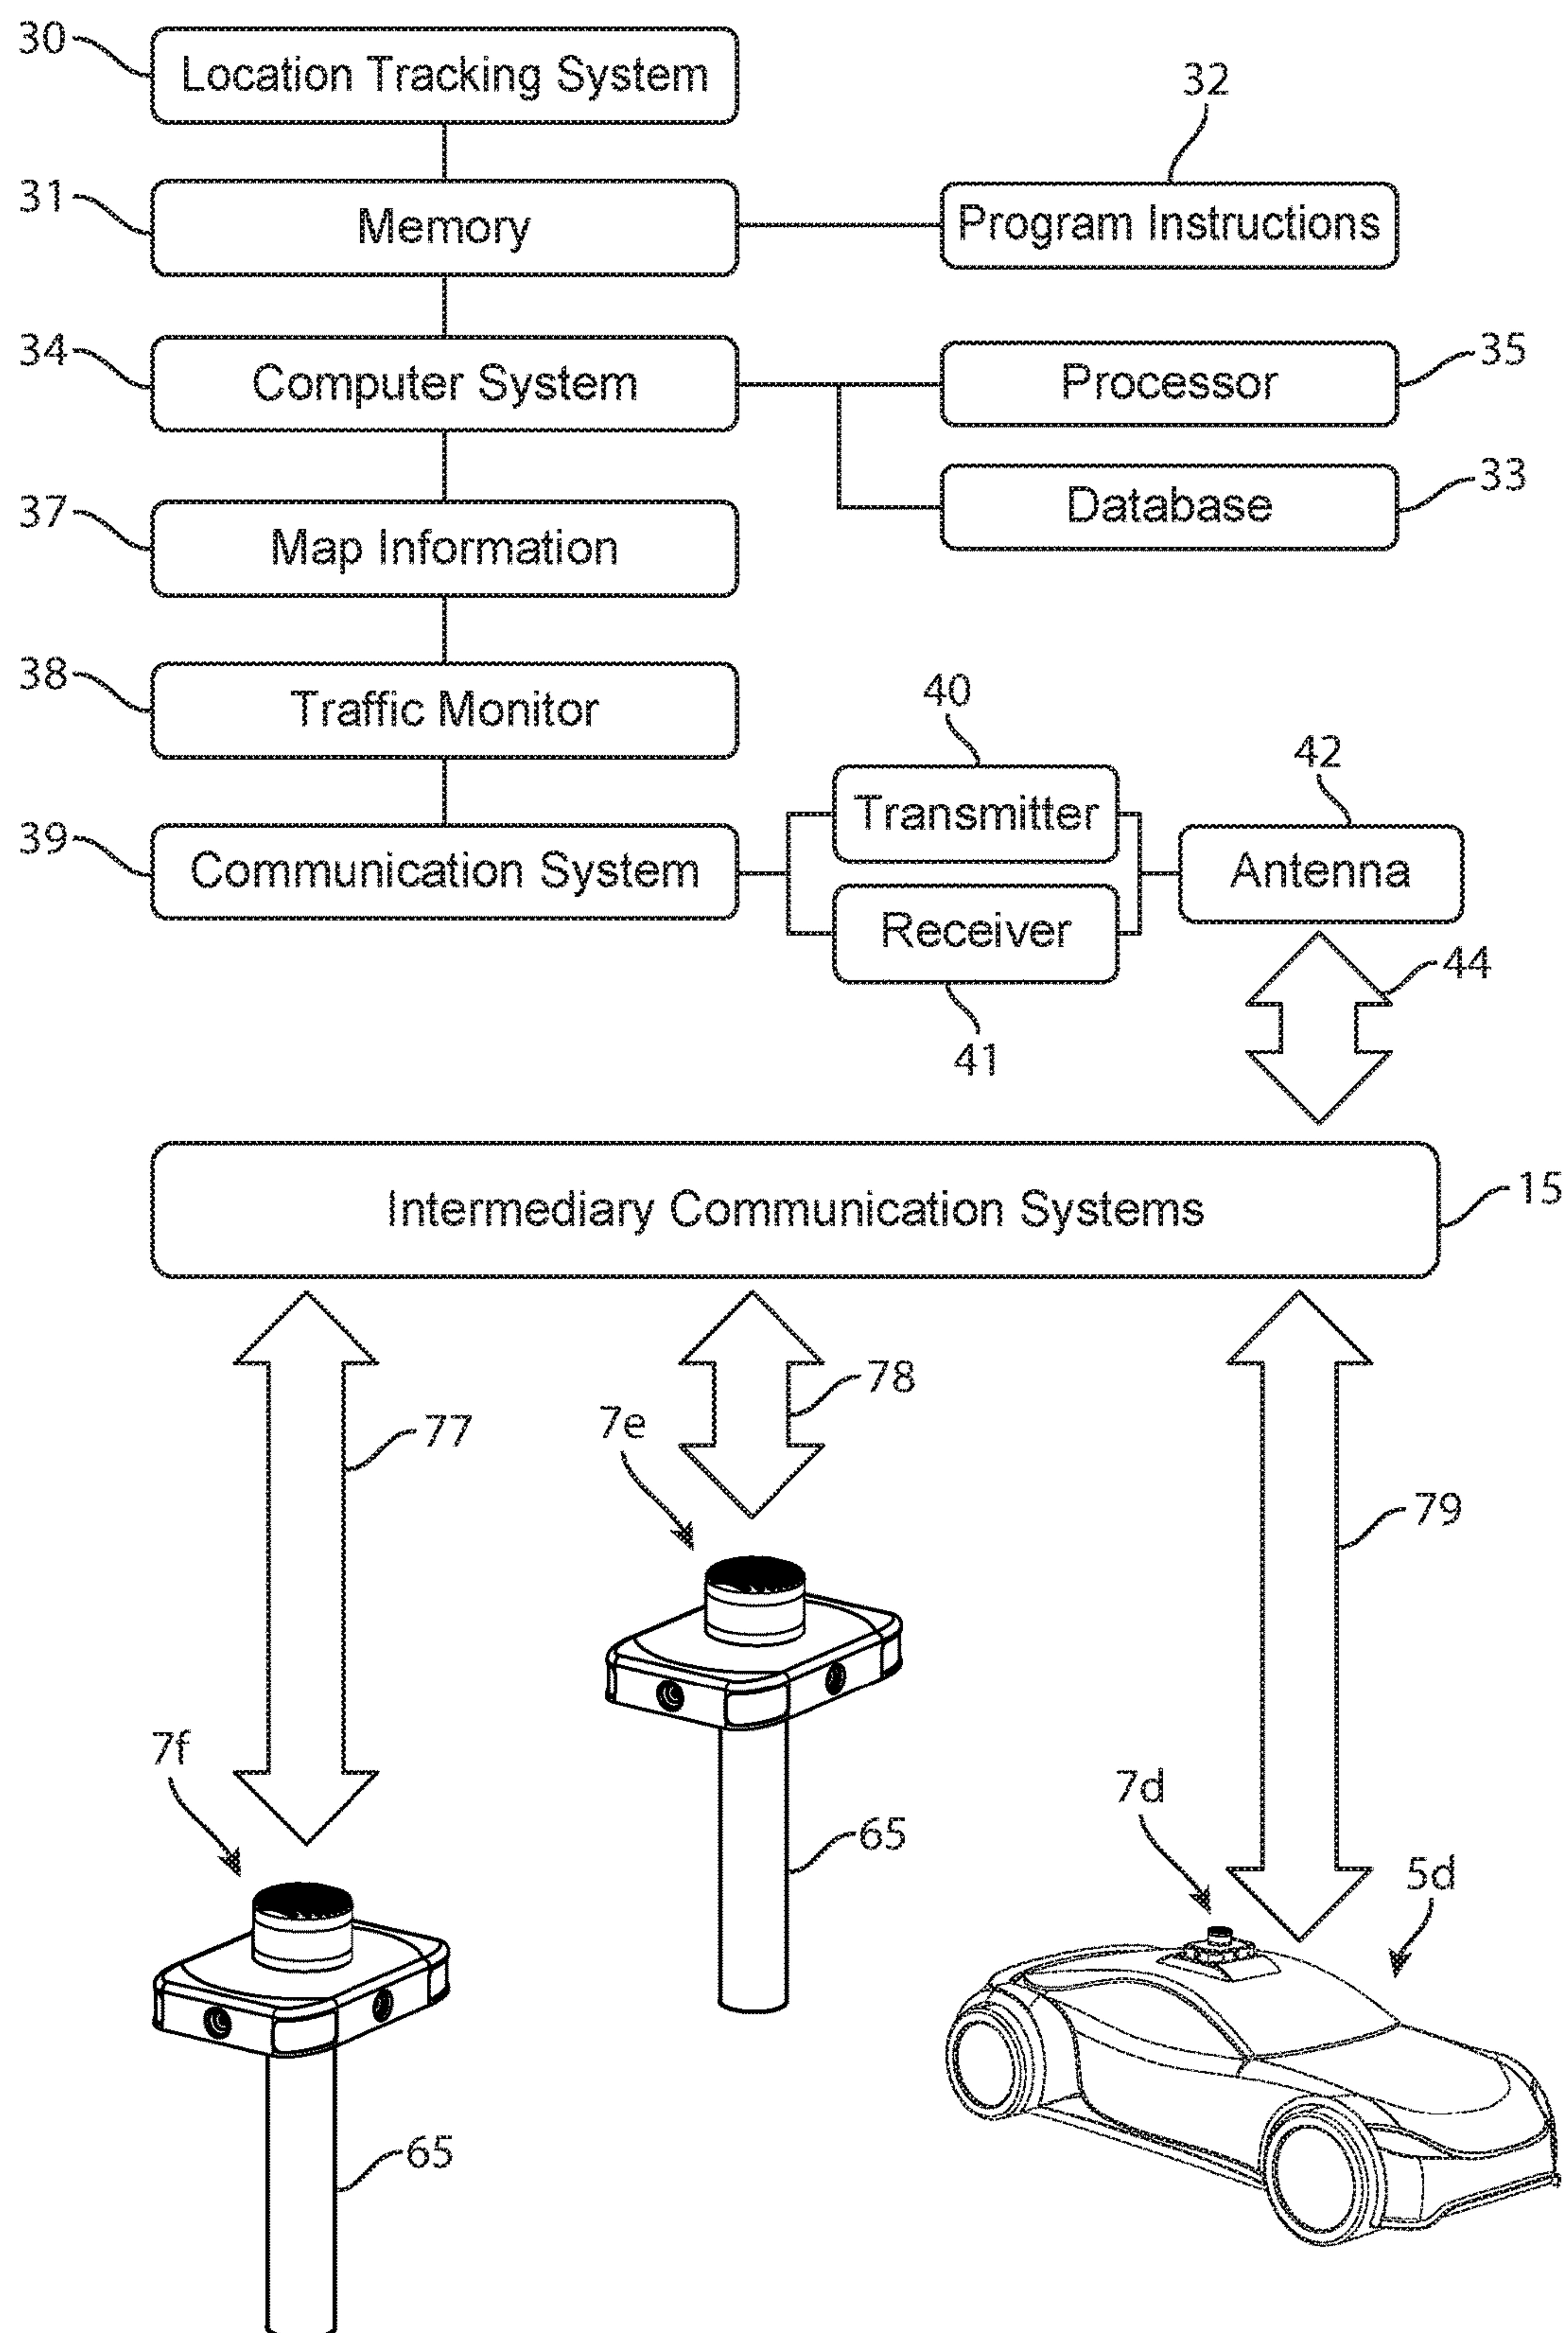 30
Location Tracking System
32
31
Memory
Program Instructions
34
Computer System
Processor
35
37
Map Information
Database
33
38
Traffic Monitor
40
42
39
Communication System
Transmitter
Antenna
Receiver
44
41
Intermediary Communication Systems
15
77
78
7e
79
7f
7d
65
5d
65